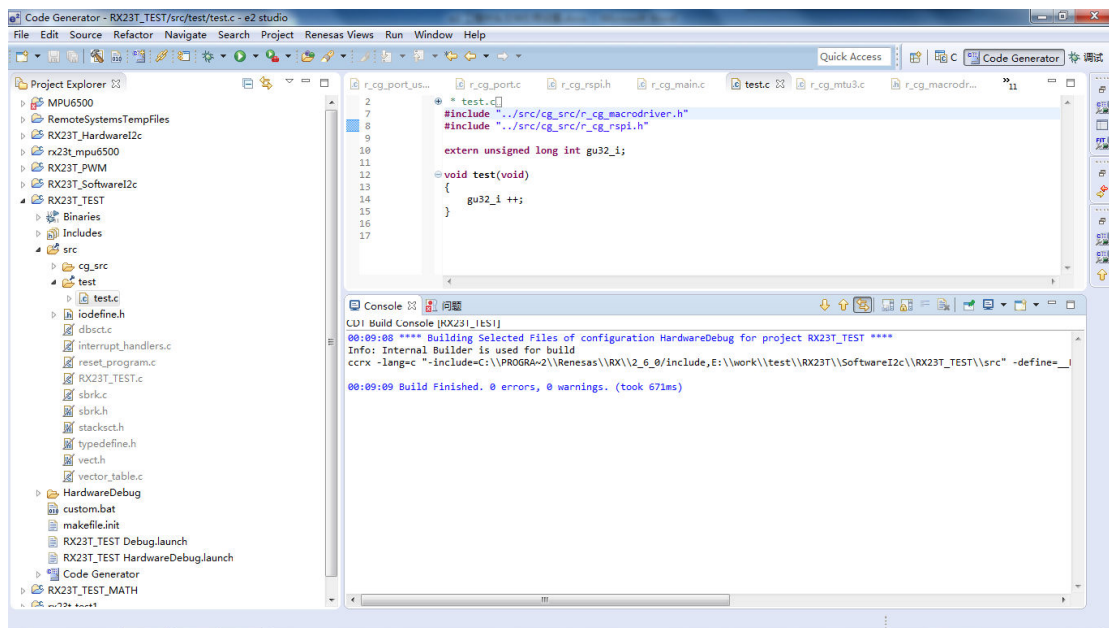 Code Generator - RX23T_TEST/src/test/test.c - e2 studio
File Edit Source Refactor Navigate Search Project Renesas Views Run Window Help
Quick Access
C
Code Generator
调试
Project Explorer
MPU6500
RemoteSystemsTempFiles
RX23T_HardwareI2c
rx23t_mpu6500
RX23T_PWM
RX23T_SoftwareI2c
RX23T_TEST
Binaries
Includes
src
cg_src
test
test.c
iodefine.h
dbsct.c
interrupt_handlers.c
reset_program.c
RX23T_TEST.c
sbrk.c
sbrk.h
stacksct.h
typedefine.h
vect.h
vector_table.c
HardwareDebug
custom.bat
makefile.init
RX23T_TEST Debug.launch
RX23T_TEST HardwareDebug.launch
Code Generator
RX23T_TEST_MATH
rx23t_test1
r_cg_port_us... r_cg_port.c r_cg_rspi.h r_cg_main.c test.c r_cg_mtu3.c r_cg_macrodr... »11
2 * test.c
7 #include "../src/cg_src/r_cg_macrodriver.h"
8 #include "../src/cg_src/r_cg_rspi.h"
9
10 extern unsigned long int gu32_i;
11
12 void test(void)
13 {
14 gu32_i ++;
15 }
16
17
Console 问题
CDT Build Console [RX23T_TEST]
00:09:08 **** Building Selected Files of configuration HardwareDebug for project RX23T_TEST ****
Info: Internal Builder is used for build
ccrx -lang=c "-include=C:\\PROGRA~2\\Renesas\\RX\\2_6_0/include,E:\\work\\test\\RX23T\\SoftwareI2c\\RX23T_TEST\\src" -define=__
00:09:09 Build Finished. 0 errors, 0 warnings. (took 671ms)